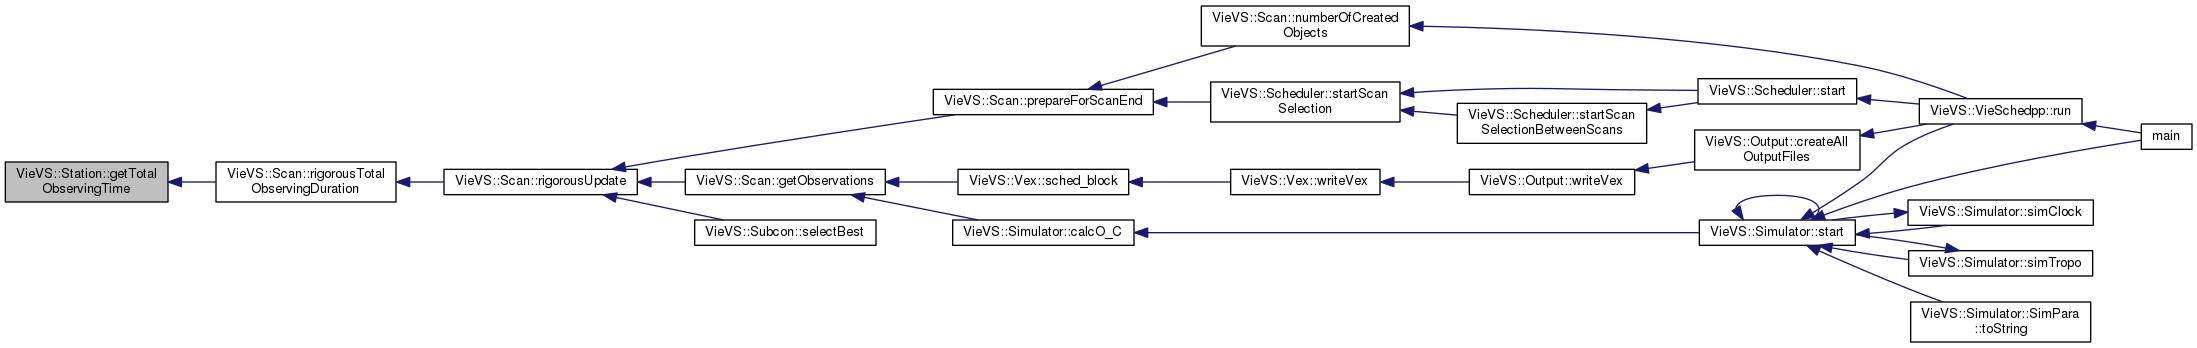 VieVS::Station::getTotal
ObservingTime
VieVS::Scan::rigorousTotal
ObservingDuration
VieVS::Scan::rigorousUpdate
VieVS::Scan::prepareForScanEnd
VieVS::Scan::numberOfCreated
Objects
VieVS::Scheduler::startScan
Selection
VieVS::Scheduler::start
VieVS::Scheduler::startScan
SelectionBetweenScans
VieVS::VieSchedpp::run
main
VieVS::Scan::getObservations
VieVS::Vex::sched_block
VieVS::Vex::writeVex
VieVS::Output::writeVex
VieVS::Output::createAll
OutputFiles
VieVS::Subcon::selectBest
VieVS::Simulator::calcO_C
VieVS::Simulator::start
VieVS::Simulator::simClock
VieVS::Simulator::simTropo
VieVS::Simulator::SimPara
::toString